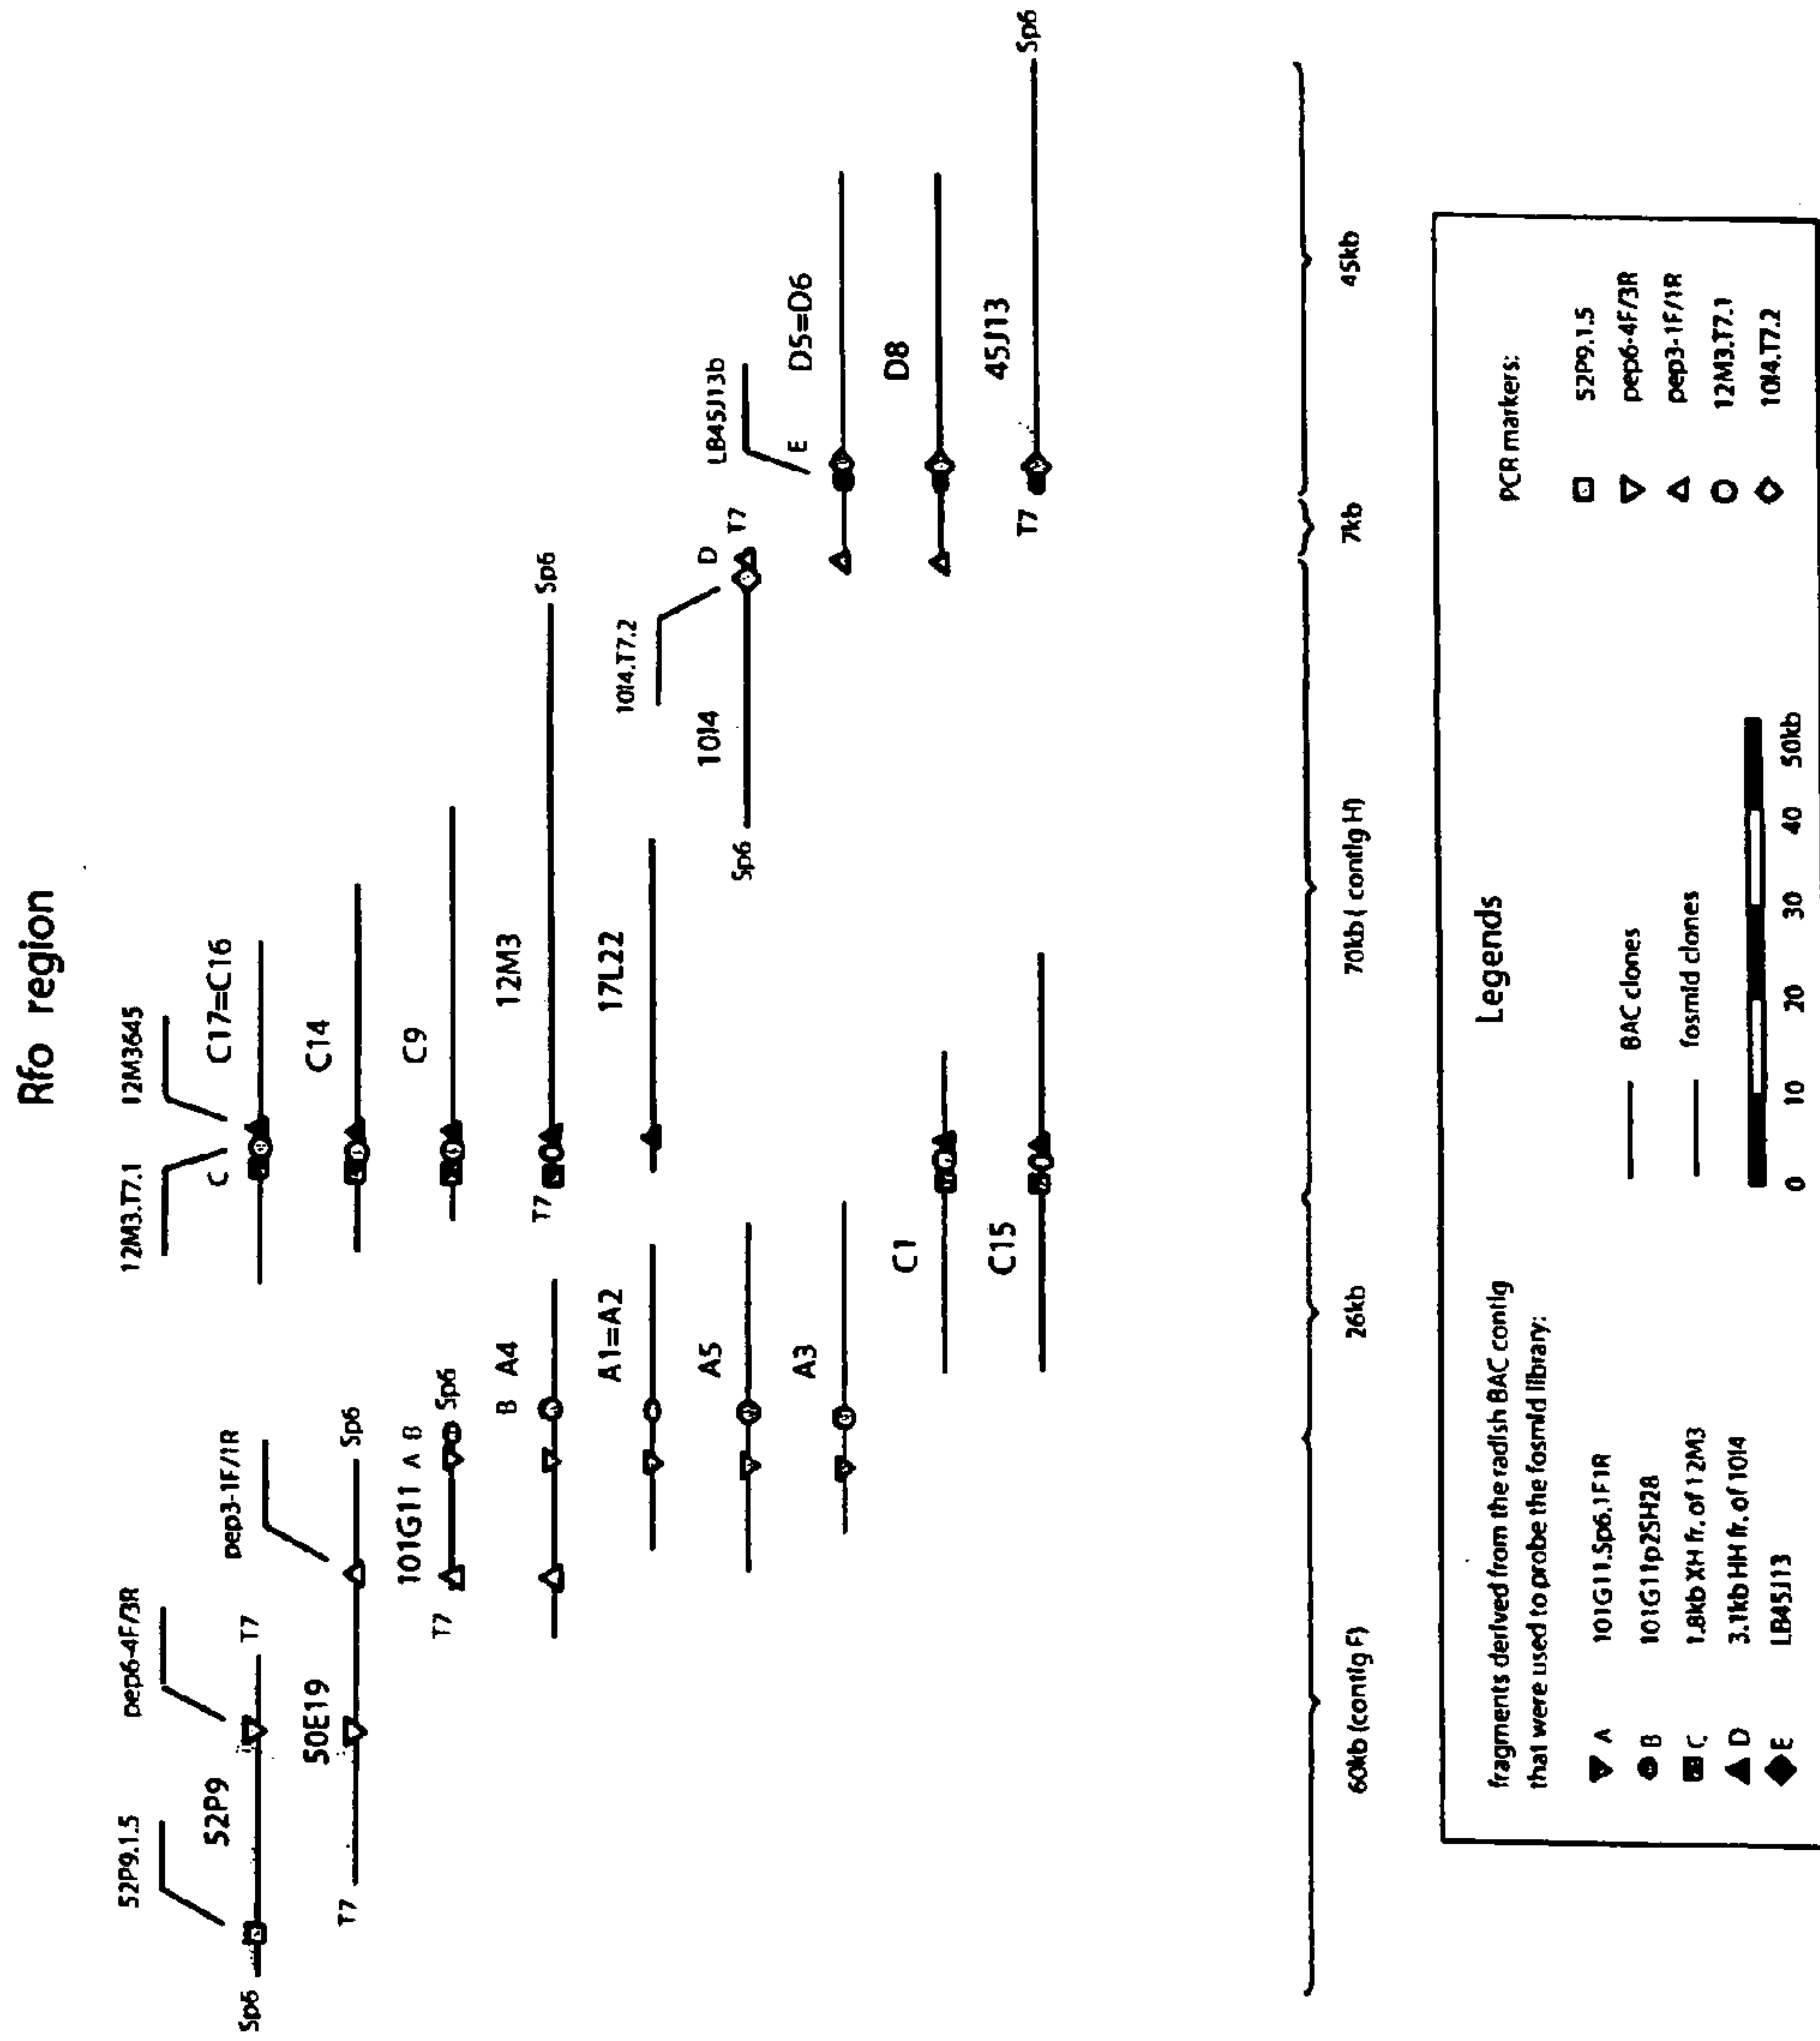 Rfo region
52P9.1.5
pep6-4F/3R
12M3.T7.1
12M3645
52P9
C
C17=C16
Sp6
T7
pep3-1F/1R
50E19
C14
T7
Sp6
101G11 A B
C9
T7
Sp6
B A4
12M3
T7
Sp6
A1=A2
17L22
10I4.T7.2
LB45J13b
A5
10I4
D
E
D5=D6
Sp6
T7
A3
D8
C1
45J13
C15
T7
Sp6
60kb (contig F)
26kb
70kb ( contig H)
7kb
45kb
Legends
fragments derived from the radish BAC contig
that were used to probe the fosmid library:
A 101G11.Sp6.1F1R
B 101G11p2SH28
C 1.8kb XH fr. of 12M3
D 3.1kb HH fr. of 10I4
E LB45J13
BAC clones
fosmid clones
0 10 20 30 40 50kb
PCR markers:
52P9.1.5
pep6-4F/3R
pep3-1F/1R
12M3.T7.1
10I4.T7.2